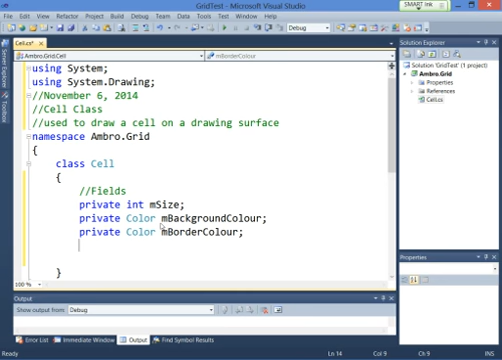 GridTest - Microsoft Visual Studio
SMART Ink
File Edit View Refactor Project Build Debug Team Data Tools Test Window Help
Debug
Cell.cs*
Solution Explorer
Ambro.Grid.Cell
mBorderColour
Server Explorer
Toolbox
using System;
using System.Drawing;
//November 6, 2014
//Cell Class
//used to draw a cell on a drawing surface
namespace Ambro.Grid
{
class Cell
{
//Fields
private int mSize;
private Color mBackgroundColour;
private Color mBorderColour;
}
100 %
Solution 'GridTest' (1 project)
Ambro.Grid
Properties
References
Cell.cs
Properties
Output
Show output from: Debug
Error List Immediate Window Output Find Symbol Results
Ready Ln 14 Col 9 Ch 9 INS